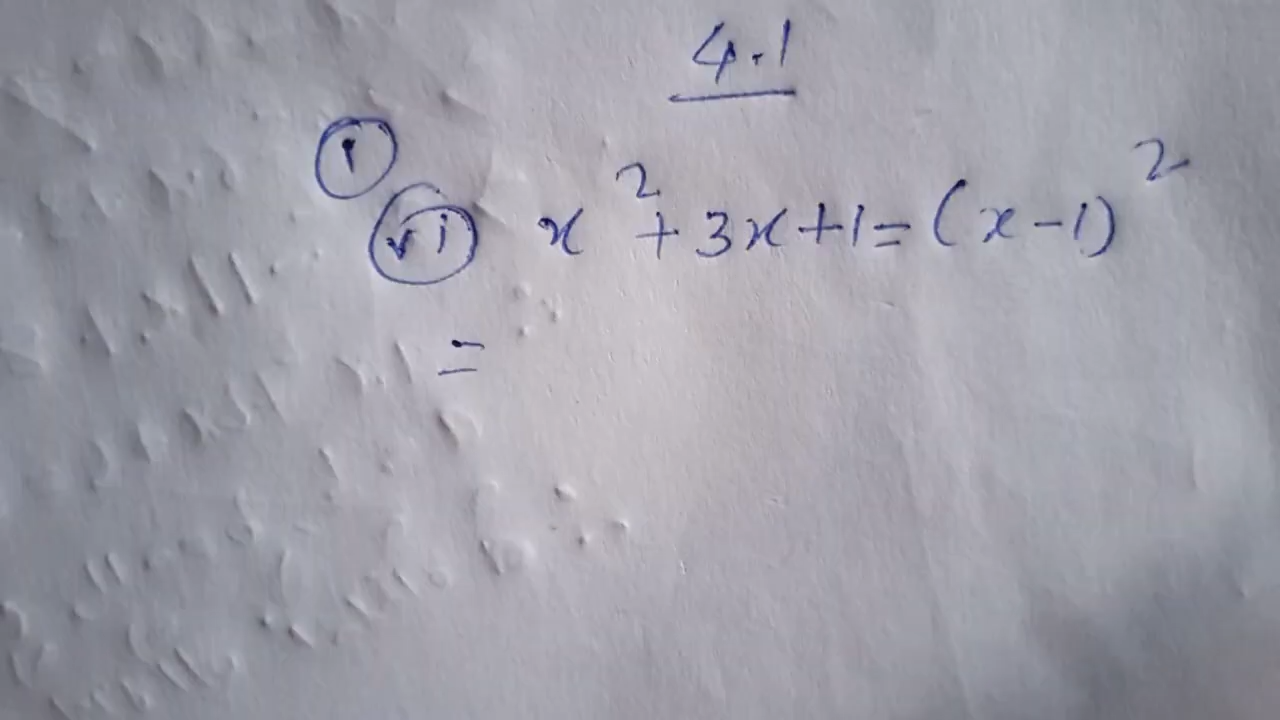 4.1
①
(vi) x² + 3x + 1 = (x - 1)²
=